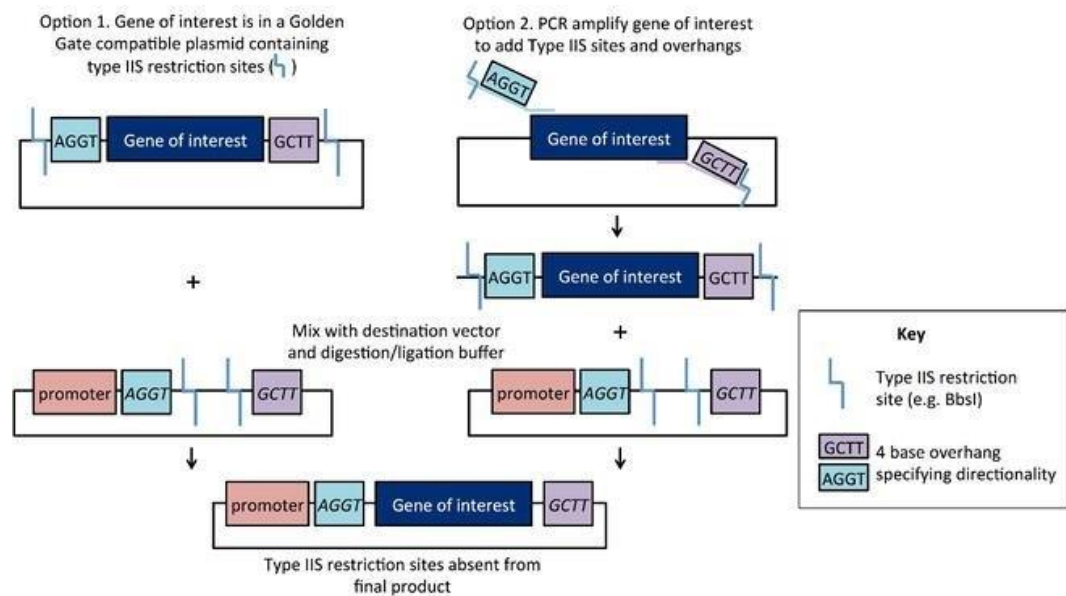 Option 1. Gene of interest is in a Golden
Gate compatible plasmid containing
type IIS restriction sites ( )
Option 2. PCR amplify gene of interest
to add Type IIS sites and overhangs
AGGT
Gene of interest
GCTT
AGGT
Gene of interest
GCTT
+
AGGT
Gene of interest
GCTT
Mix with destination vector
and digestion/ligation buffer
+
promoter
AGGT
GCTT
promoter
AGGT
GCTT
promoter
AGGT
Gene of interest
GCTT
Type IIS restriction sites absent from
final product
Key
Type IIS restriction
site (e.g. BbsI)
GCTT
4 base overhang
AGGT
specifying directionality